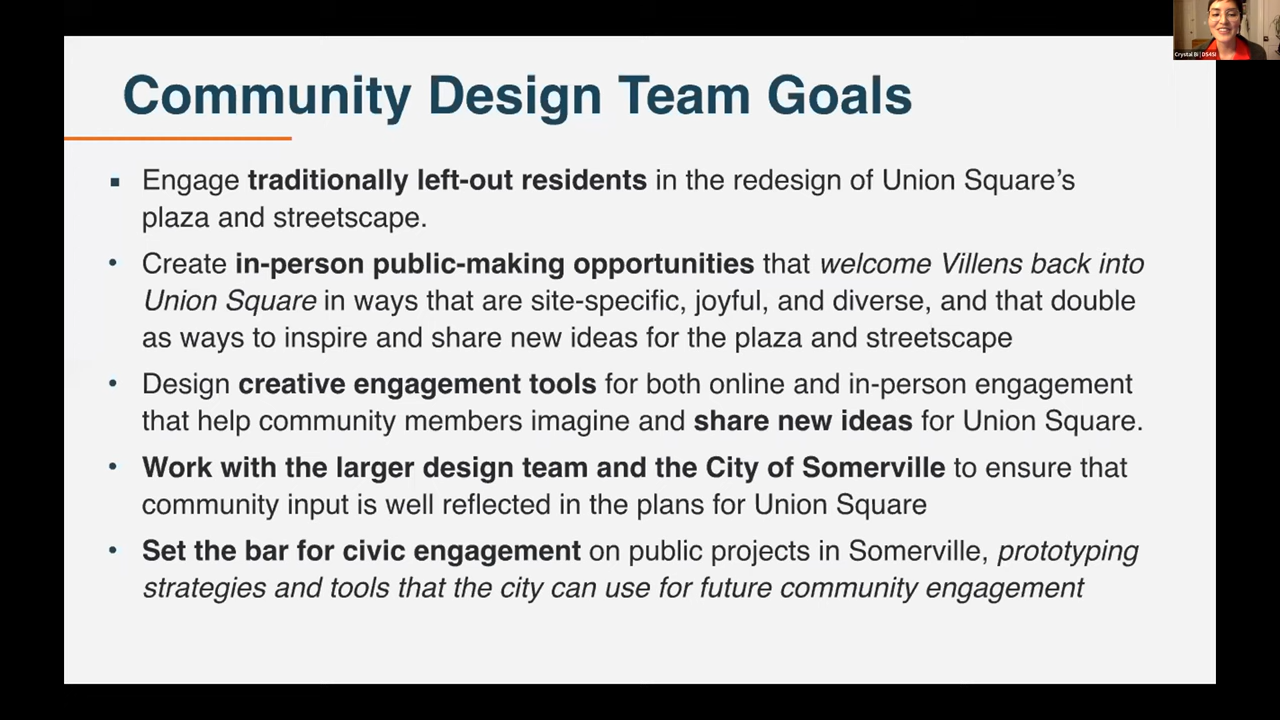 Community Design Team Goals
Crystal Bi | DS4SI
▪ Engage traditionally left-out residents in the redesign of Union Square’s
plaza and streetscape.
• Create in-person public-making opportunities that welcome Villens back into
Union Square in ways that are site-specific, joyful, and diverse, and that double
as ways to inspire and share new ideas for the plaza and streetscape
• Design creative engagement tools for both online and in-person engagement
that help community members imagine and share new ideas for Union Square.
• Work with the larger design team and the City of Somerville to ensure that
community input is well reflected in the plans for Union Square
• Set the bar for civic engagement on public projects in Somerville, prototyping
strategies and tools that the city can use for future community engagement